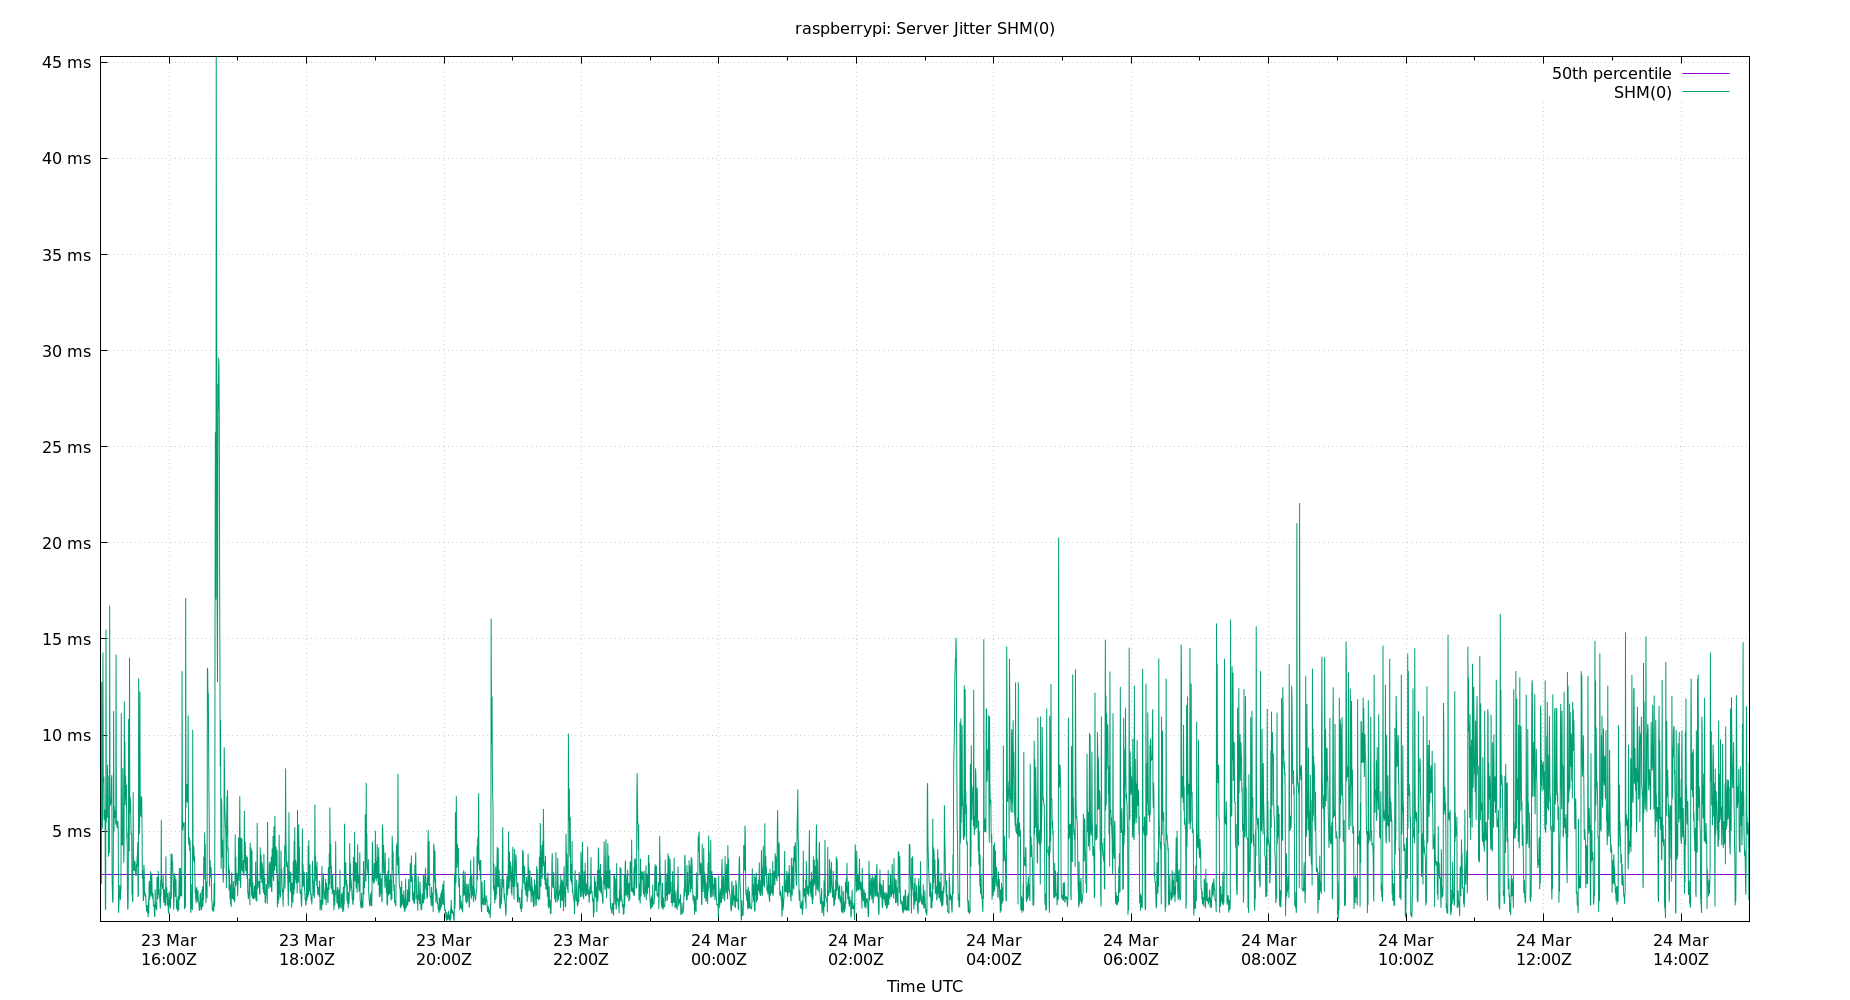 raspberrypi: Server Jitter SHM(0)
45 ms
40 ms
35 ms
30 ms
25 ms
20 ms
15 ms
10 ms
5 ms
50th percentile
SHM(0)
23 Mar
16:00Z
23 Mar
18:00Z
23 Mar
20:00Z
23 Mar
22:00Z
24 Mar
00:00Z
24 Mar
02:00Z
24 Mar
04:00Z
24 Mar
06:00Z
24 Mar
08:00Z
24 Mar
10:00Z
24 Mar
12:00Z
24 Mar
14:00Z
Time UTC